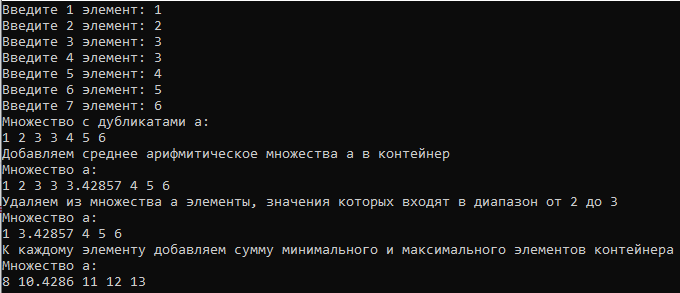 Введите 1 элемент: 1
Введите 2 элемент: 2
Введите 3 элемент: 3
Введите 4 элемент: 3
Введите 5 элемент: 4
Введите 6 элемент: 5
Введите 7 элемент: 6
Множество с дубликатами a:
1 2 3 3 4 5 6
Добавляем среднее арифмитическое множества a в контейнер
Множество a:
1 2 3 3 3.42857 4 5 6
Удаляем из множества a элементы, значения которых входят в диапазон от 2 до 3
Множество a:
1 3.42857 4 5 6
К каждому элементу добавляем сумму минимального и максимального элементов контейнера
Множество a:
8 10.4286 11 12 13